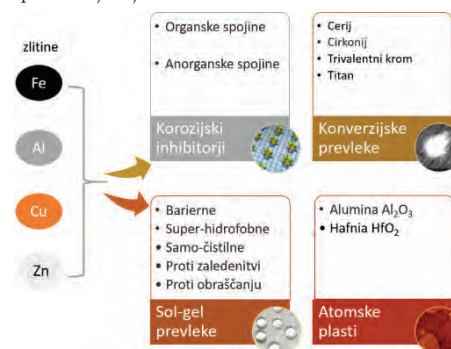 zlitine
Fe
Al
Cu
Zn
• Organske spojine
• Anorganske spojine
Korozijski
inhibitorji
• Cerij
• Cirkonij
• Trivalentni krom
• Titan
Konverzijske
prevleke
• Barierne
• Super-hidrofobne
• Samo-čistilne
• Proti zaledenitvi
• Proti obraščanju
Sol-gel
prevleke
• Alumina Al₂O₃
• Hafnia HfO₂
Atomske
plasti